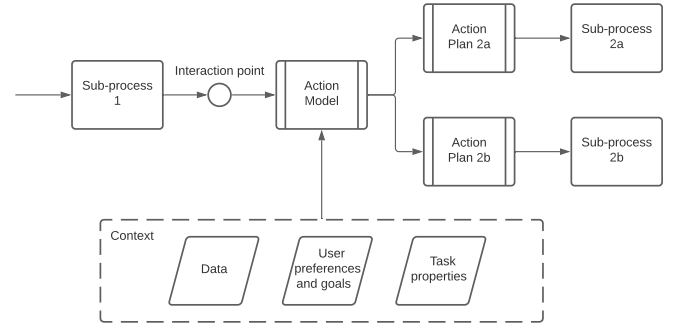 Sub-process
1
Interaction point
Action
Model
Action
Plan 2a
Sub-process
2a
Action
Plan 2b
Sub-process
2b
Context
Data
User
preferences
and goals
Task
properties